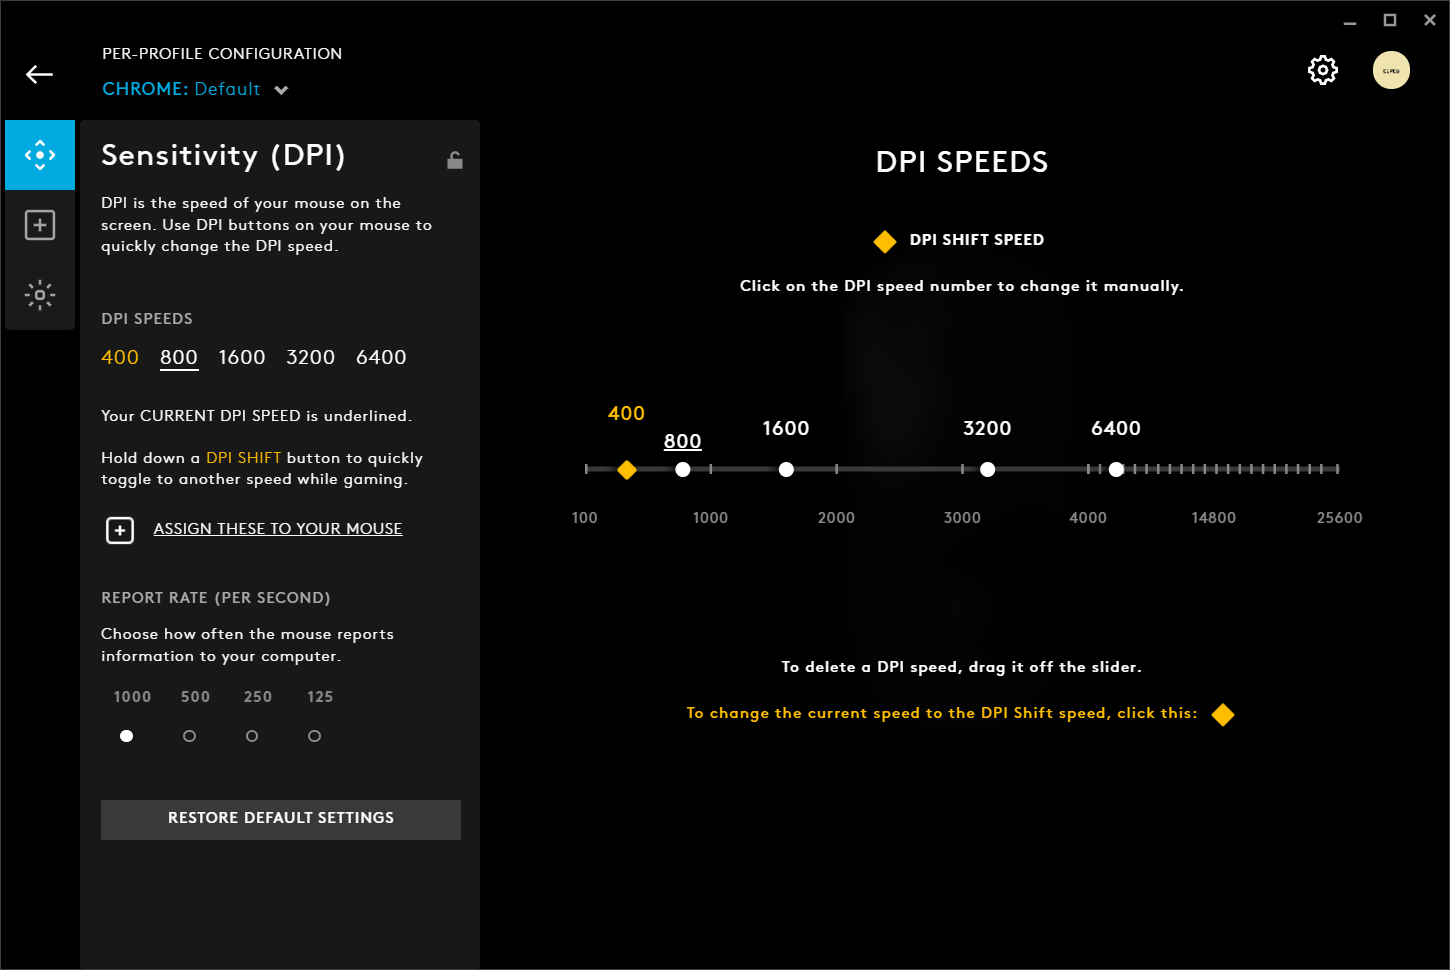 PER-PROFILE CONFIGURATION
CHROME: Default
Sensitivity (DPI)
DPI is the speed of your mouse on the
screen. Use DPI buttons on your mouse to
quickly change the DPI speed.
DPI SPEEDS
400 800 1600 3200 6400
Your CURRENT DPI SPEED is underlined.
Hold down a DPI SHIFT button to quickly
toggle to another speed while gaming.
ASSIGN THESE TO YOUR MOUSE
REPORT RATE (PER SECOND)
Choose how often the mouse reports
information to your computer.
1000 500 250 125
RESTORE DEFAULT SETTINGS
DPI SPEEDS
DPI SHIFT SPEED
Click on the DPI speed number to change it manually.
400 800 1600 3200 6400
100 1000 2000 3000 4000 14800 25600
To delete a DPI speed, drag it off the slider.
To change the current speed to the DPI Shift speed, click this: